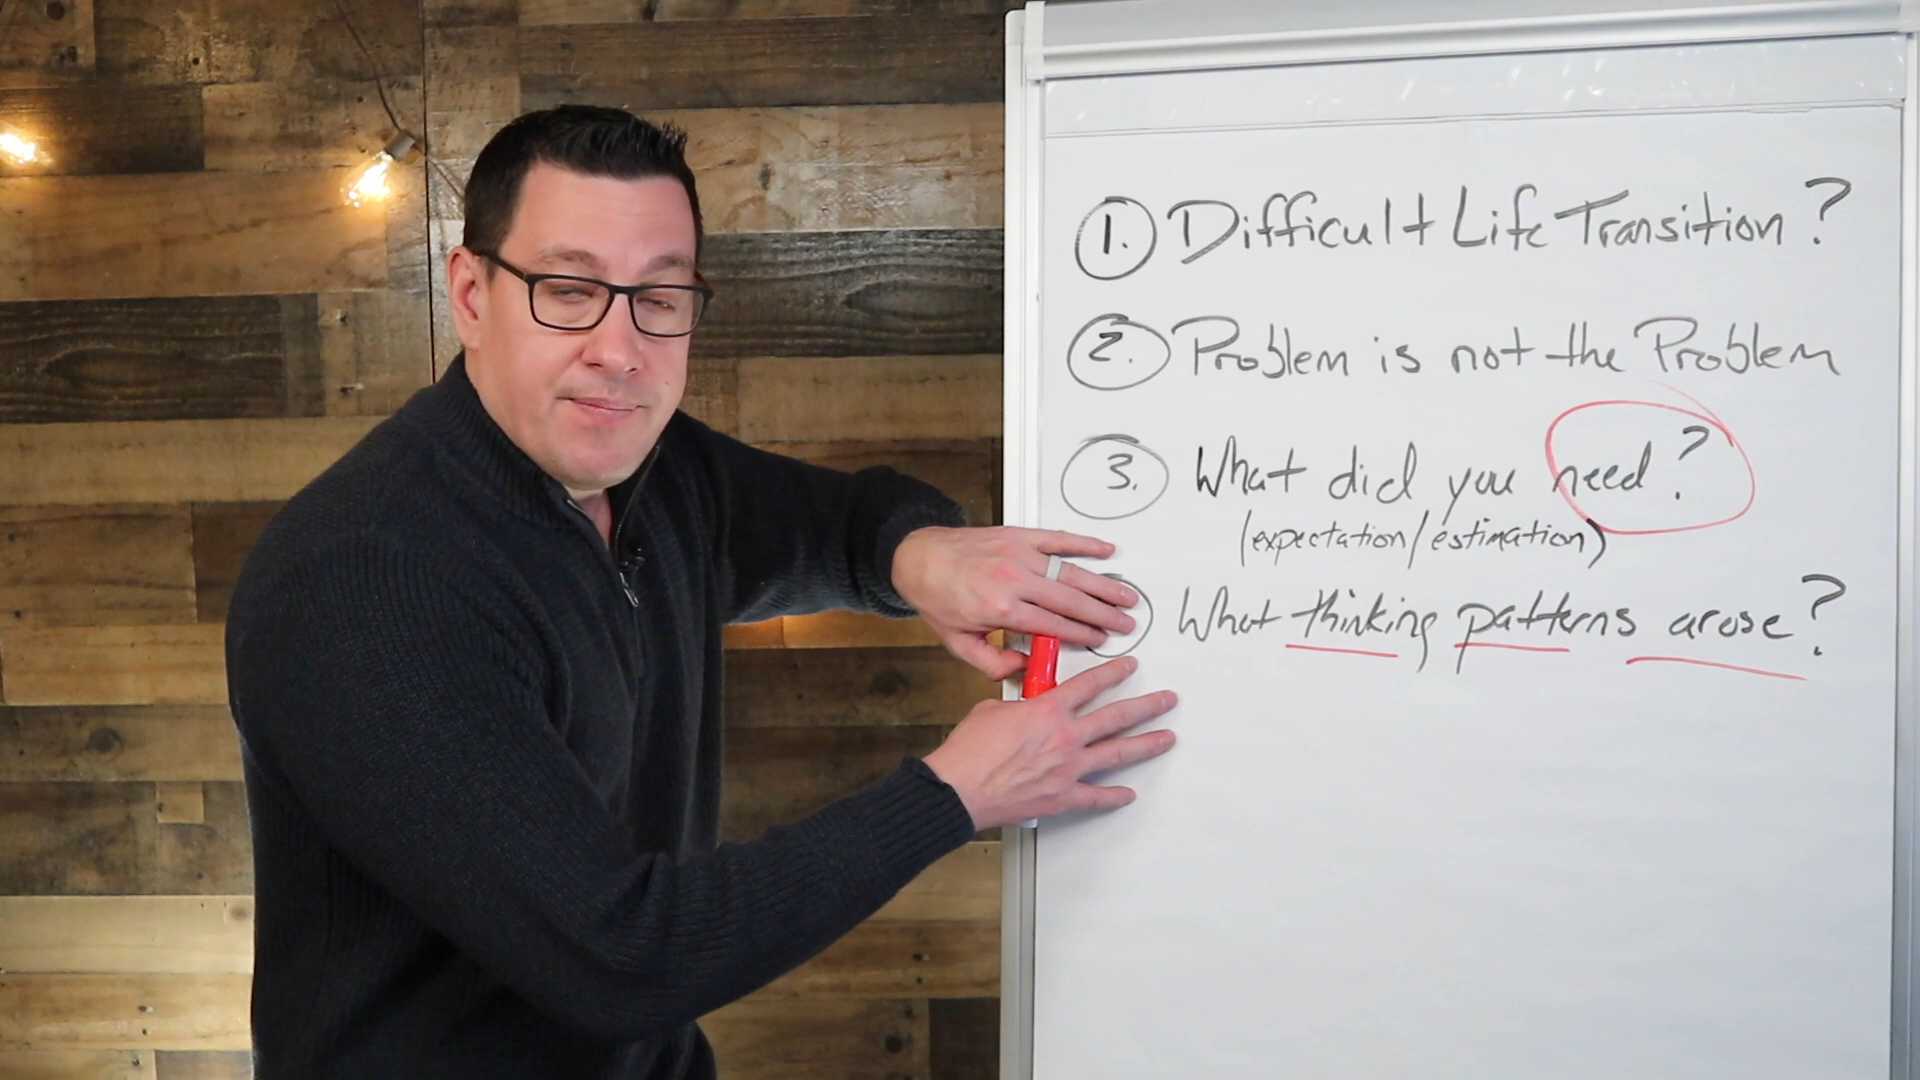 1. Difficult Life Transition?
2. Problem is not the Problem
3. What did you need?
(expectation/estimation)
What thinking patterns arose?